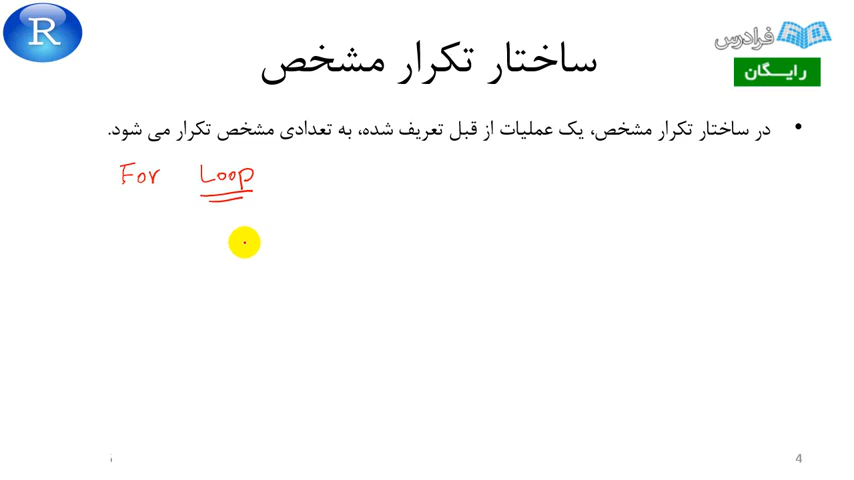 R
فرادرس
رایـــگان
ساختار تکرار مشخص
• در ساختار تکرار مشخص، یک عملیات از قبل تعریف شده، به تعدادی مشخص تکرار می شود.
For Loop
4